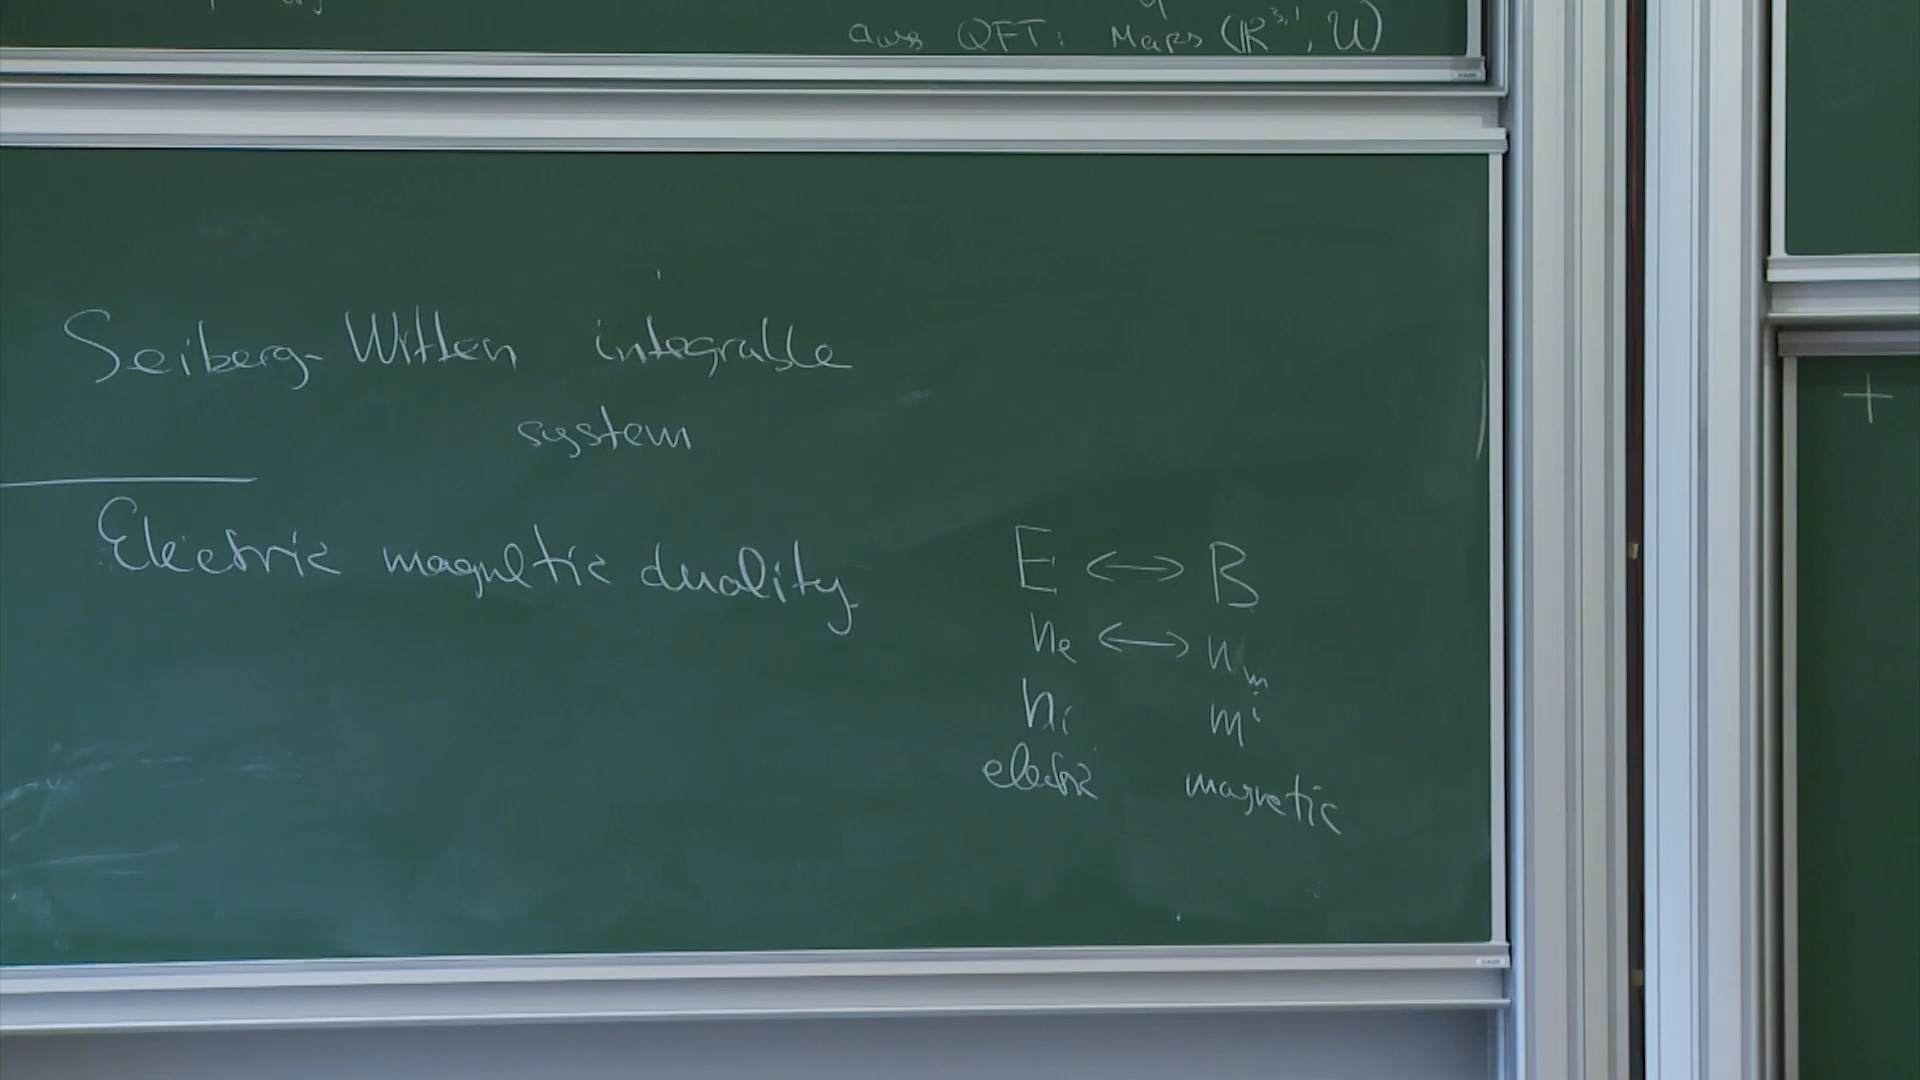 QFT: Maps (ℝ^{3,1}, U)
Seiberg-Witten integrable
system
Electric magnetic duality
E ↔ B
n_e ↔ n_m
n_i m^i
electric magnetic
+